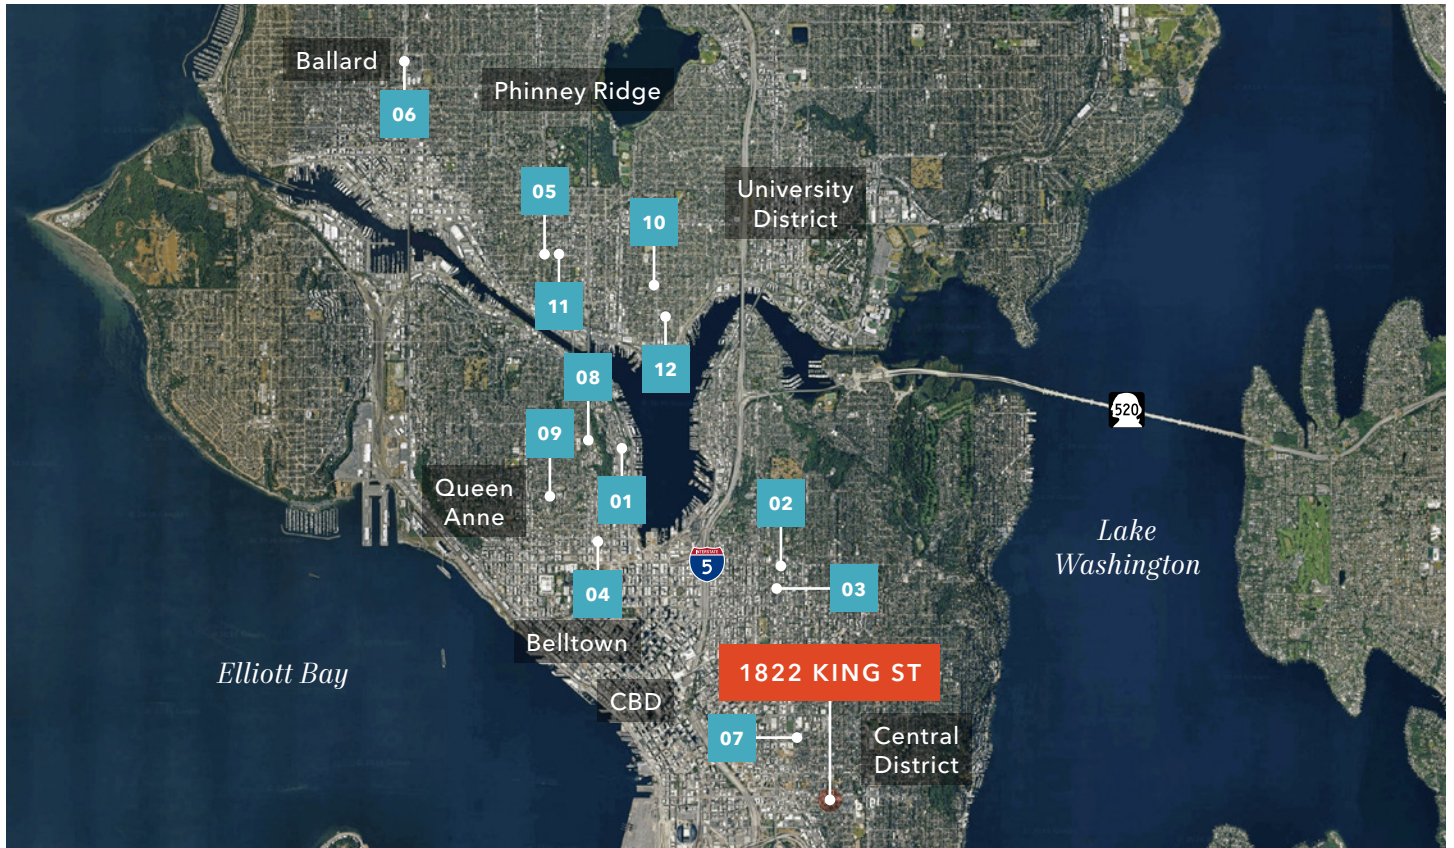 Ballard
06
Phinney Ridge
05
10
University
District
11
12
08
09
Queen
Anne
01
02
520
Lake
Washington
INTERSTATE
5
04
03
Belltown
Elliott Bay
1822 KING ST
CBD
07
Central
District